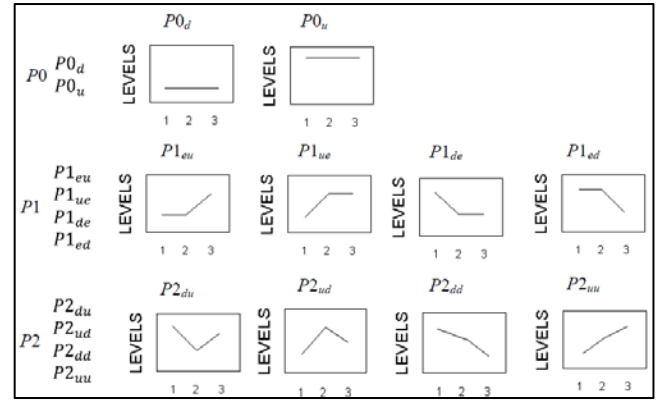 P0_d P0_u
P0 P0_d
P0_u
LEVELS LEVELS
1 2 3 1 2 3
P1_eu P1_ue P1_de P1_ed
P1 P1_eu
P1_ue
P1_de
P1_ed
LEVELS LEVELS LEVELS LEVELS
1 2 3 1 2 3 1 2 3 1 2 3
P2_du P2_ud P2_dd P2_uu
P2 P2_du
P2_ud
P2_dd
P2_uu
LEVELS LEVELS LEVELS LEVELS
1 2 3 1 2 3 1 2 3 1 2 3